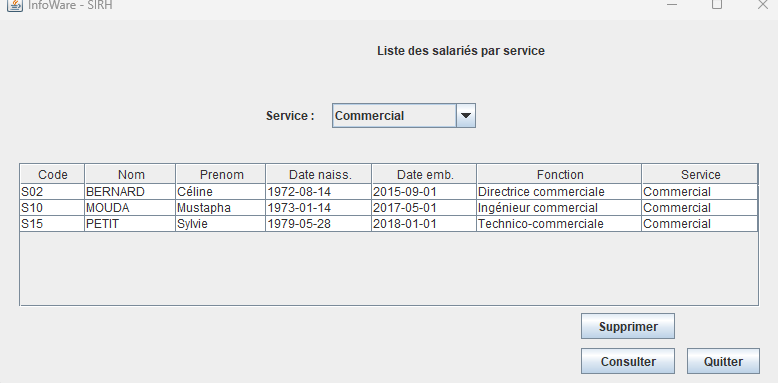 InfoWare - SIRH
Liste des salariés par service
Service : Commercial
Code Nom Prenom Date naiss. Date emb. Fonction Service
S02 BERNARD Céline 1972-08-14 2015-09-01 Directrice commerciale Commercial
S10 MOUDA Mustapha 1973-01-14 2017-05-01 Ingénieur commercial Commercial
S15 PETIT Sylvie 1979-05-28 2018-01-01 Technico-commerciale Commercial
Supprimer
Consulter Quitter